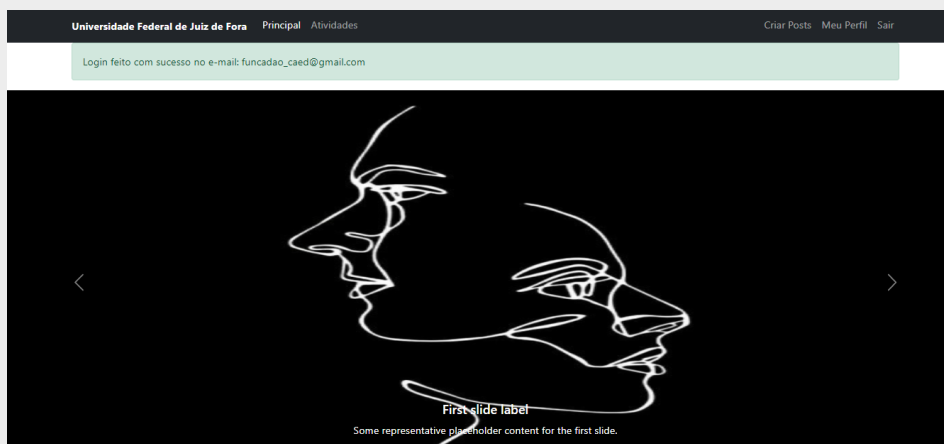 Universidade Federal de Juiz de Fora Principal Atividades Criar Posts Meu Perfil Sair
Login feito com sucesso no e-mail: funcadao_caed@gmail.com
First slide label
Some representative placeholder content for the first slide.